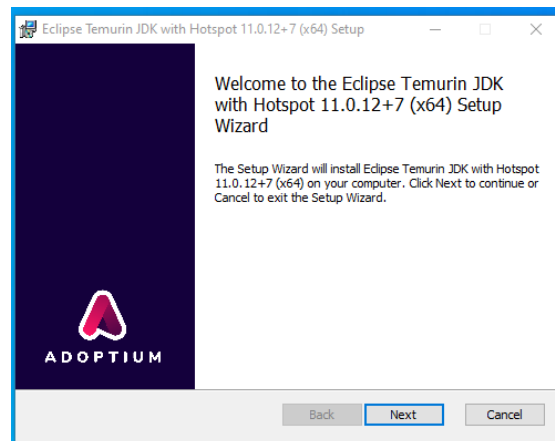 Eclipse Temurin JDK with Hotspot 11.0.12+7 (x64) Setup
Welcome to the Eclipse Temurin JDK
with Hotspot 11.0.12+7 (x64) Setup
Wizard
The Setup Wizard will install Eclipse Temurin JDK with Hotspot
11.0.12+7 (x64) on your computer. Click Next to continue or
Cancel to exit the Setup Wizard.
ADOPTIUM
Back Next Cancel